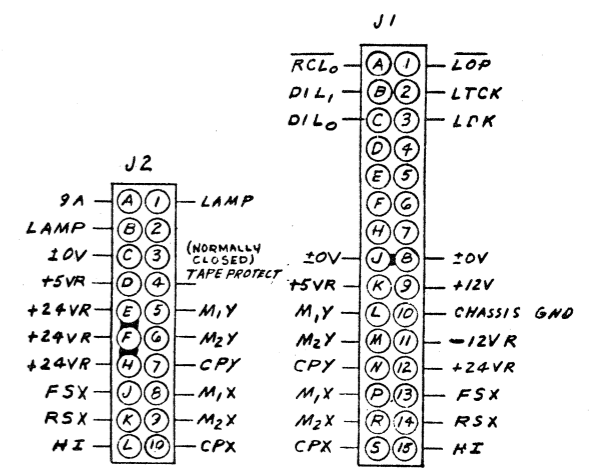 J1
RCL₀ A 1 LOP
DIL₁ B 2 LTCK
DIL₀ C 3
D 4
E 5
F 6
H 7
±0V J 8 ±0V
+5VR K 9 +12V
M₁Y L 10 CHASSIS GND
M₂Y M 11 -12VR
CPY N 12 +24VR
M₁X P 13 FSX
M₂X R 14 RSX
CPX S 15 HI
J2
9A A 1 LAMP
LAMP B 2
±0V C 3 (NORMALLY
CLOSED)
+5VR D 4 TAPE PROTECT
+24VR E 5 M₁Y
+24VR F 6 M₂Y
+24VR H 7 CPY
FSX J 8 M₁X
RSX K 9 M₂X
HI L 10 CPX